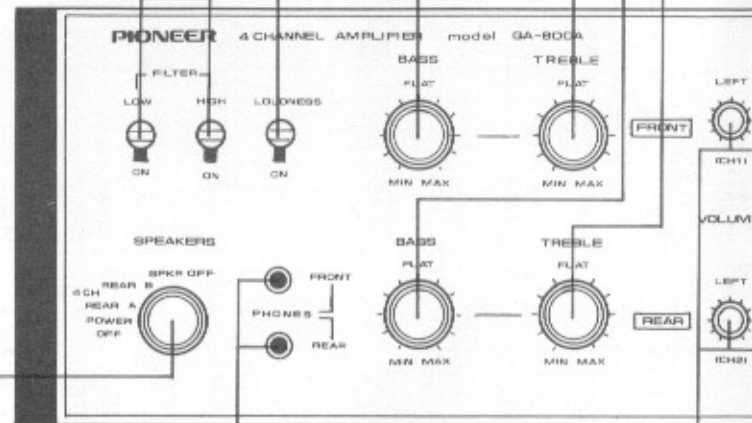 PIONEER 4 CHANNEL AMPLIFIER model QA-800A
BASS TREBLE
FILTER FLAT FLAT LEFT
LOW HIGH LOUDNESS
FRONT
ON ON ON (CH1)
MIN MAX MIN MAX
VOLUM
SPEAKERS BASS TREBLE
SPKR OFF FLAT FLAT LEFT
REAR B FRONT
4CH
REAR A PHONES
POWER REAR
OFF
REAR
MIN MAX MIN MAX (CH2)